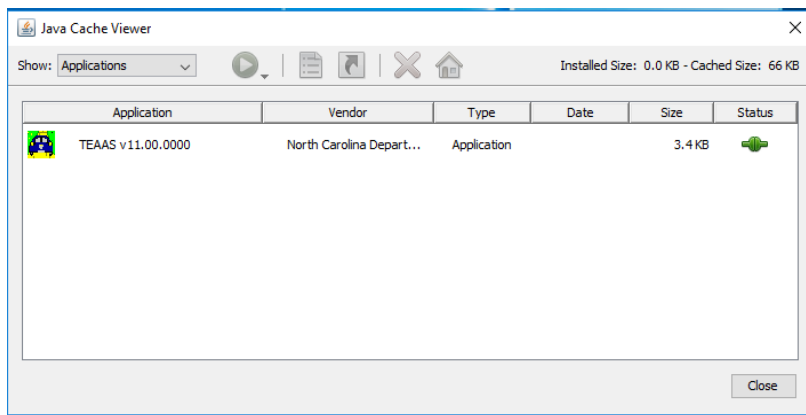 Java Cache Viewer
Show: Applications Installed Size: 0.0 KB - Cached Size: 66 KB
Application Vendor Type Date Size Status
TEAAS v11.00.0000 North Carolina Depart... Application 3.4 KB
Close